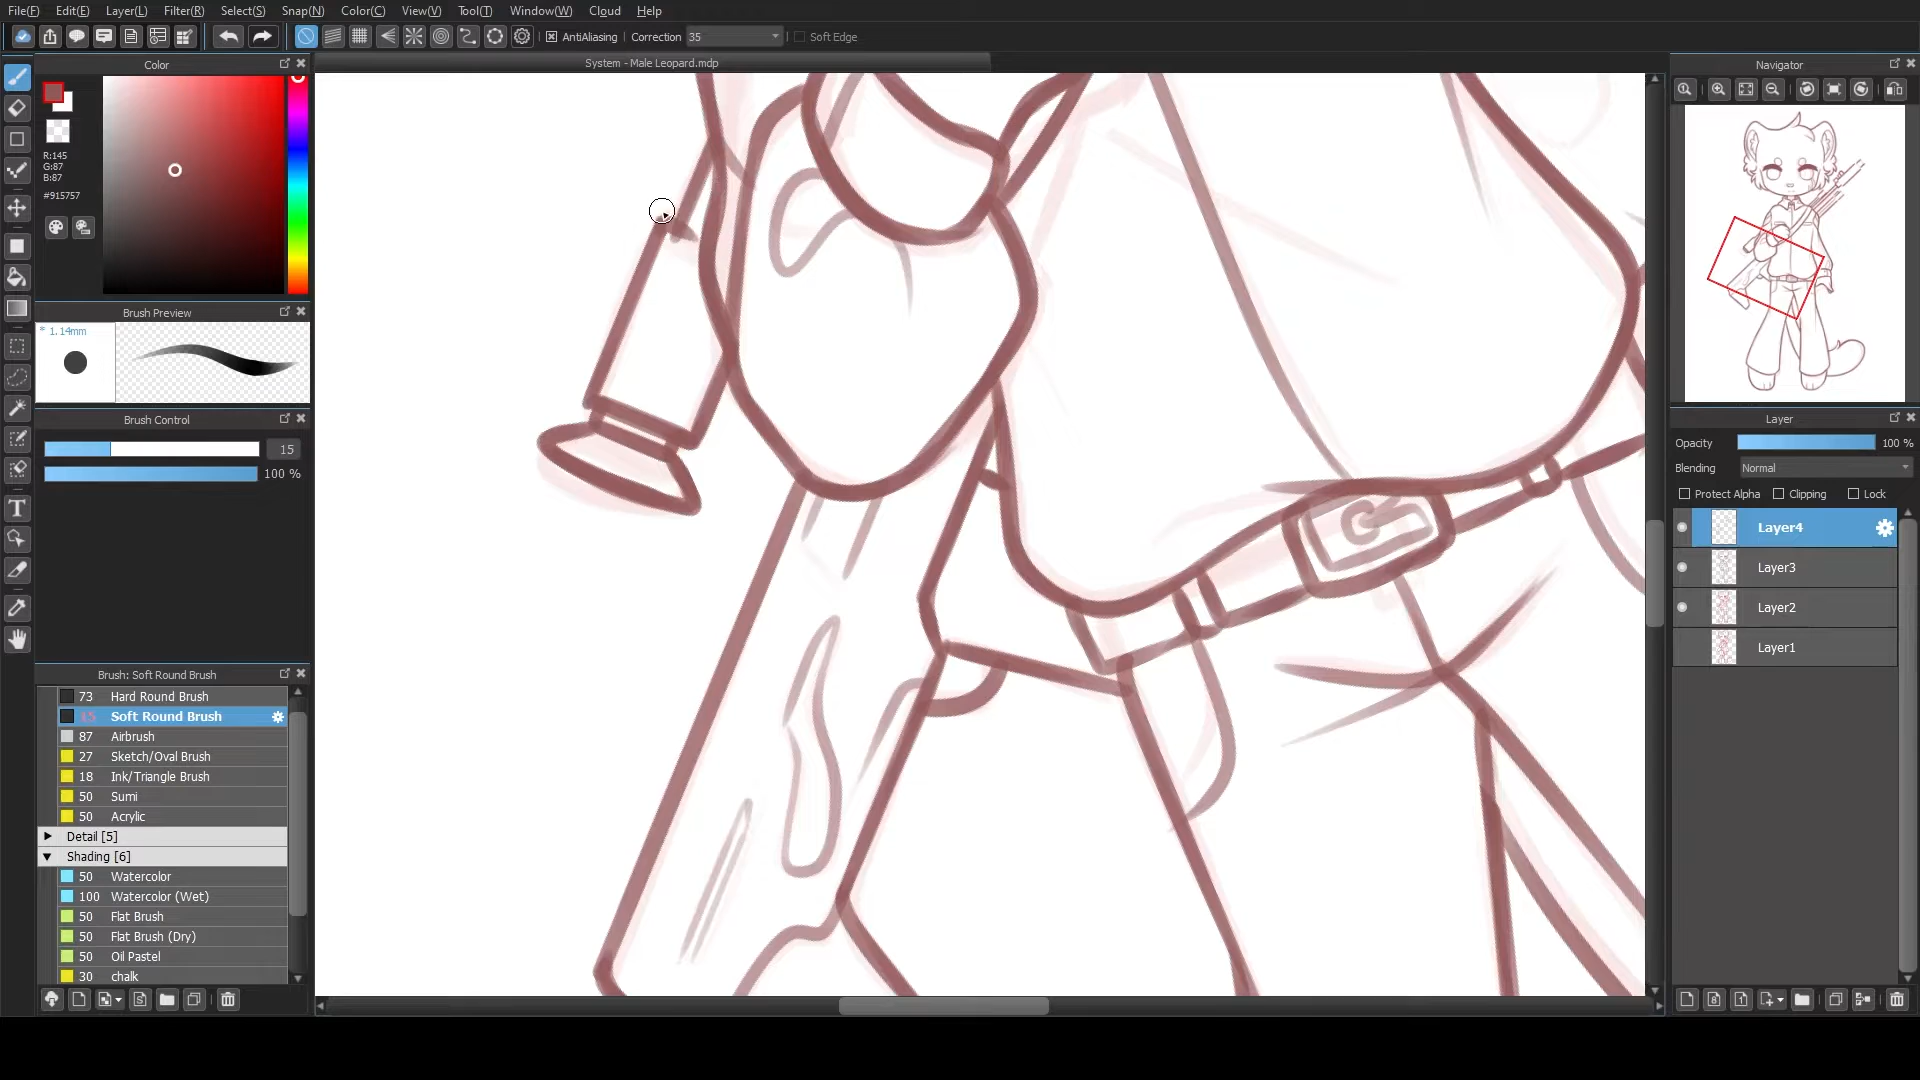 File(F) Edit(E) Layer(L) Filter(R) Select(S) Snap(N) Color(C) View(V) Tool(T) Window(W) Cloud Help
AntiAliasing Correction 35 Soft Edge
System - Male Leopard.mdp
Color
R:145
G:87
B:87
#915757
Brush Preview
* 1.14mm
Brush Control
15
100 %
Brush: Soft Round Brush
73 Hard Round Brush
15 Soft Round Brush
87 Airbrush
27 Sketch/Oval Brush
18 Ink/Triangle Brush
50 Sumi
50 Acrylic
Detail [5]
Shading [6]
50 Watercolor
100 Watercolor (Wet)
50 Flat Brush
50 Flat Brush (Dry)
50 Oil Pastel
30 chalk
Navigator
Layer
Opacity 100 %
Blending Normal
Protect Alpha Clipping Lock
Layer4
Layer3
Layer2
Layer1